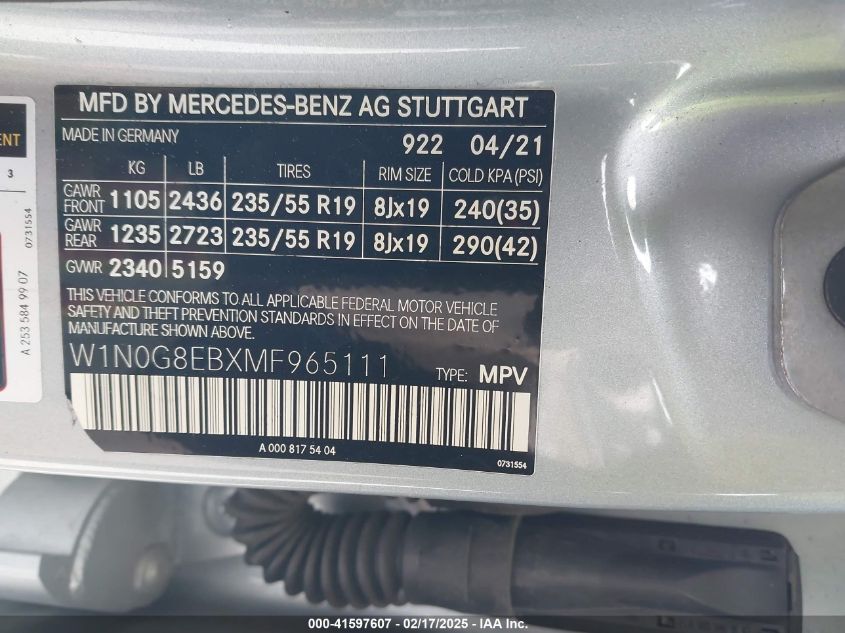 MFD BY MERCEDES-BENZ AG STUTTGART
MADE IN GERMANY 922 04/21
KG LB TIRES RIM SIZE COLD KPA (PSI)
GAWR FRONT 1105 2436 235/55 R19 8Jx19 240(35)
GAWR REAR 1235 2723 235/55 R19 8Jx19 290(42)
GVWR 2340 5159
THIS VEHICLE CONFORMS TO ALL APPLICABLE FEDERAL MOTOR VEHICLE
SAFETY AND THEFT PREVENTION STANDARDS IN EFFECT ON THE DATE OF
MANUFACTURE SHOWN ABOVE.
W1N0G8EBXMF965111 TYPE: MPV
A 000 817 54 04
0731554
3
0731554
A 253 584 99 07
000-41597607 - 02/17/2025 - IAA Inc.